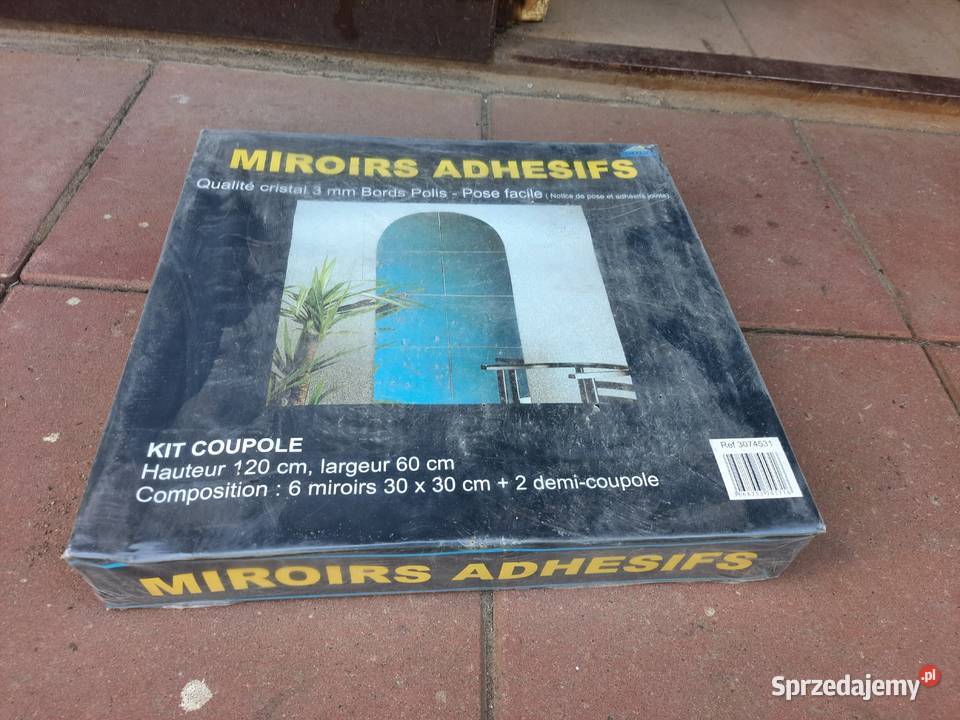 MIROIRS ADHESIFS
Qualité cristal 3 mm Bords Polis - Pose facile ( Notice de pose et adhésifs joints)
KIT COUPOLE
Hauteur 120 cm, largeur 60 cm
Composition : 6 miroirs 30 x 30 cm + 2 demi-coupole
Ref 3074531
MIROIRS ADHESIFS
Sprzedajemy.pl